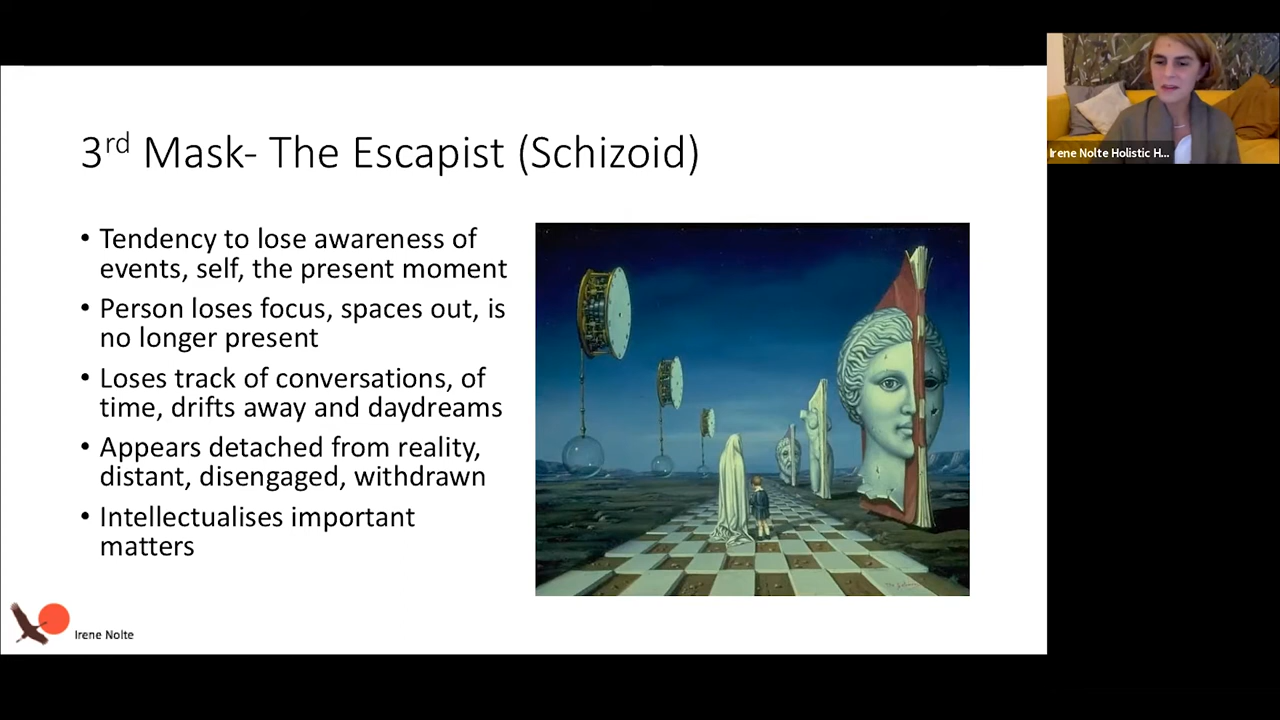 3rd Mask- The Escapist (Schizoid)
• Tendency to lose awareness of
events, self, the present moment
• Person loses focus, spaces out, is
no longer present
• Loses track of conversations, of
time, drifts away and daydreams
• Appears detached from reality,
distant, disengaged, withdrawn
• Intellectualises important
matters
Irene Nolte
Irene Nolte Holistic H...